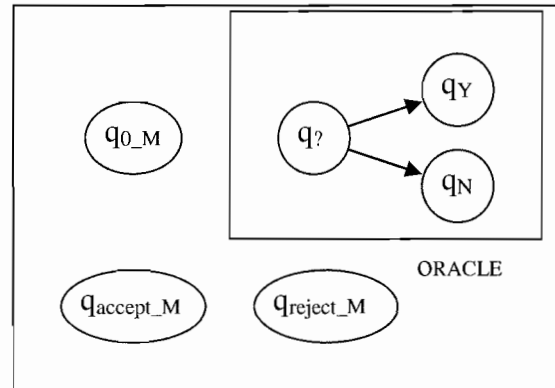 qY
q0_M
q?
qN
ORACLE
qaccept_M
qreject_M